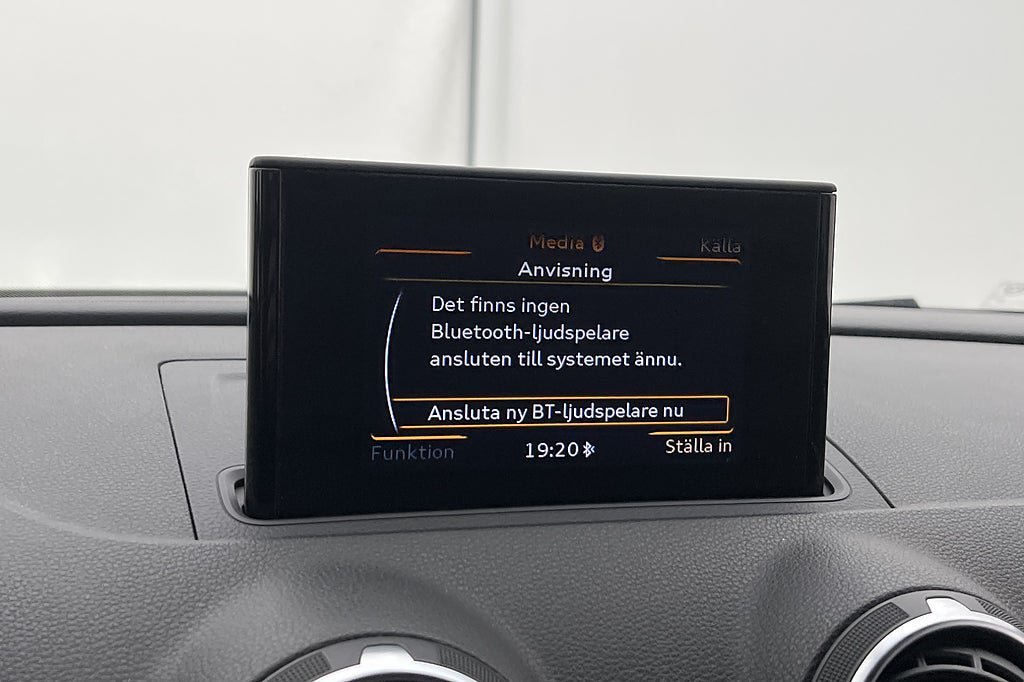 Media
Källa
Anvisning
Det finns ingen
Bluetooth-ljudspelare
ansluten till systemet ännu.
Ansluta ny BT-ljudspelare nu
Funktion
19:20
Ställa in